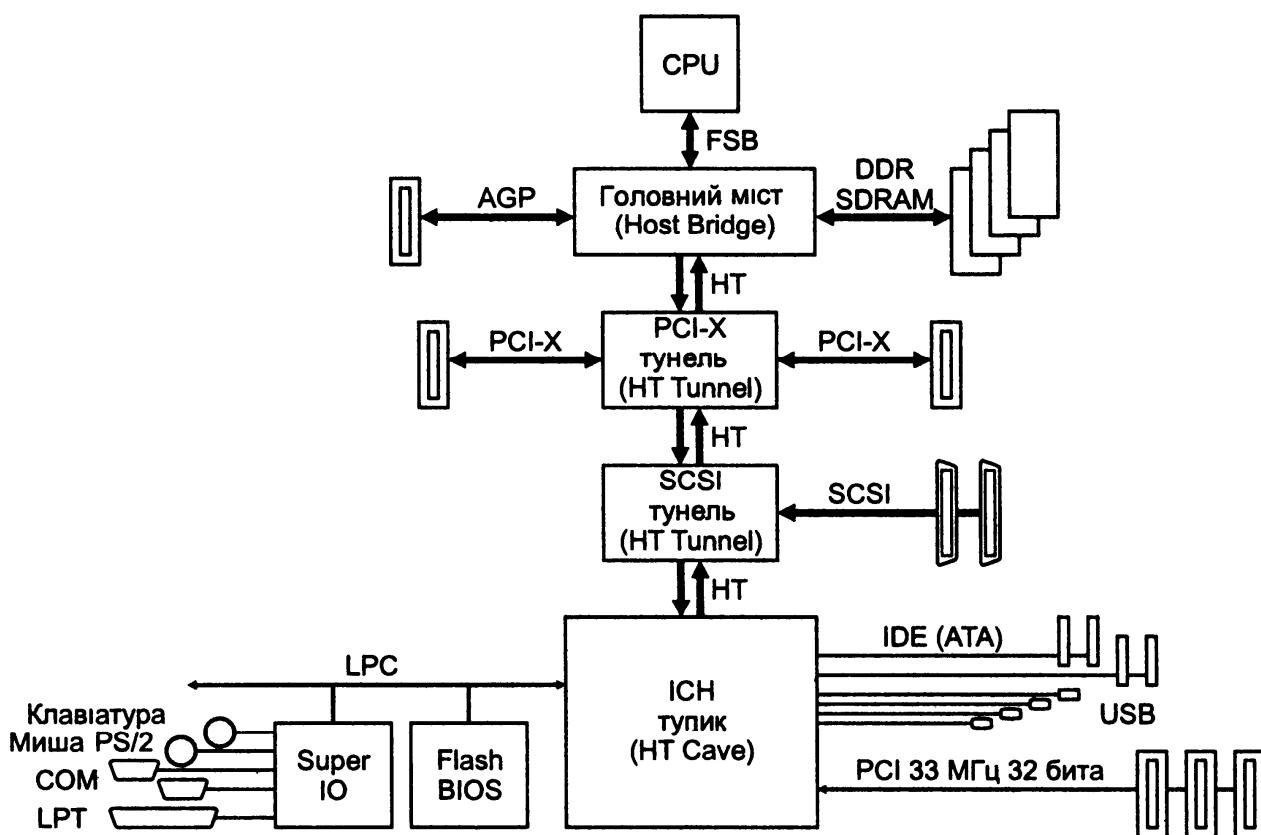 CPU
FSB
AGP
Головний міст
(Host Bridge)
DDR
SDRAM
HT
PCI-X
PCI-X
тунель
(HT Tunnel)
PCI-X
HT
SCSI
тунель
(HT Tunnel)
SCSI
HT
LPC
ICH
тупик
(HT Cave)
IDE (ATA)
USB
PCI 33 МГц 32 бита
Клавіатура
Миша PS/2
COM
LPT
Super
IO
Flash
BIOS